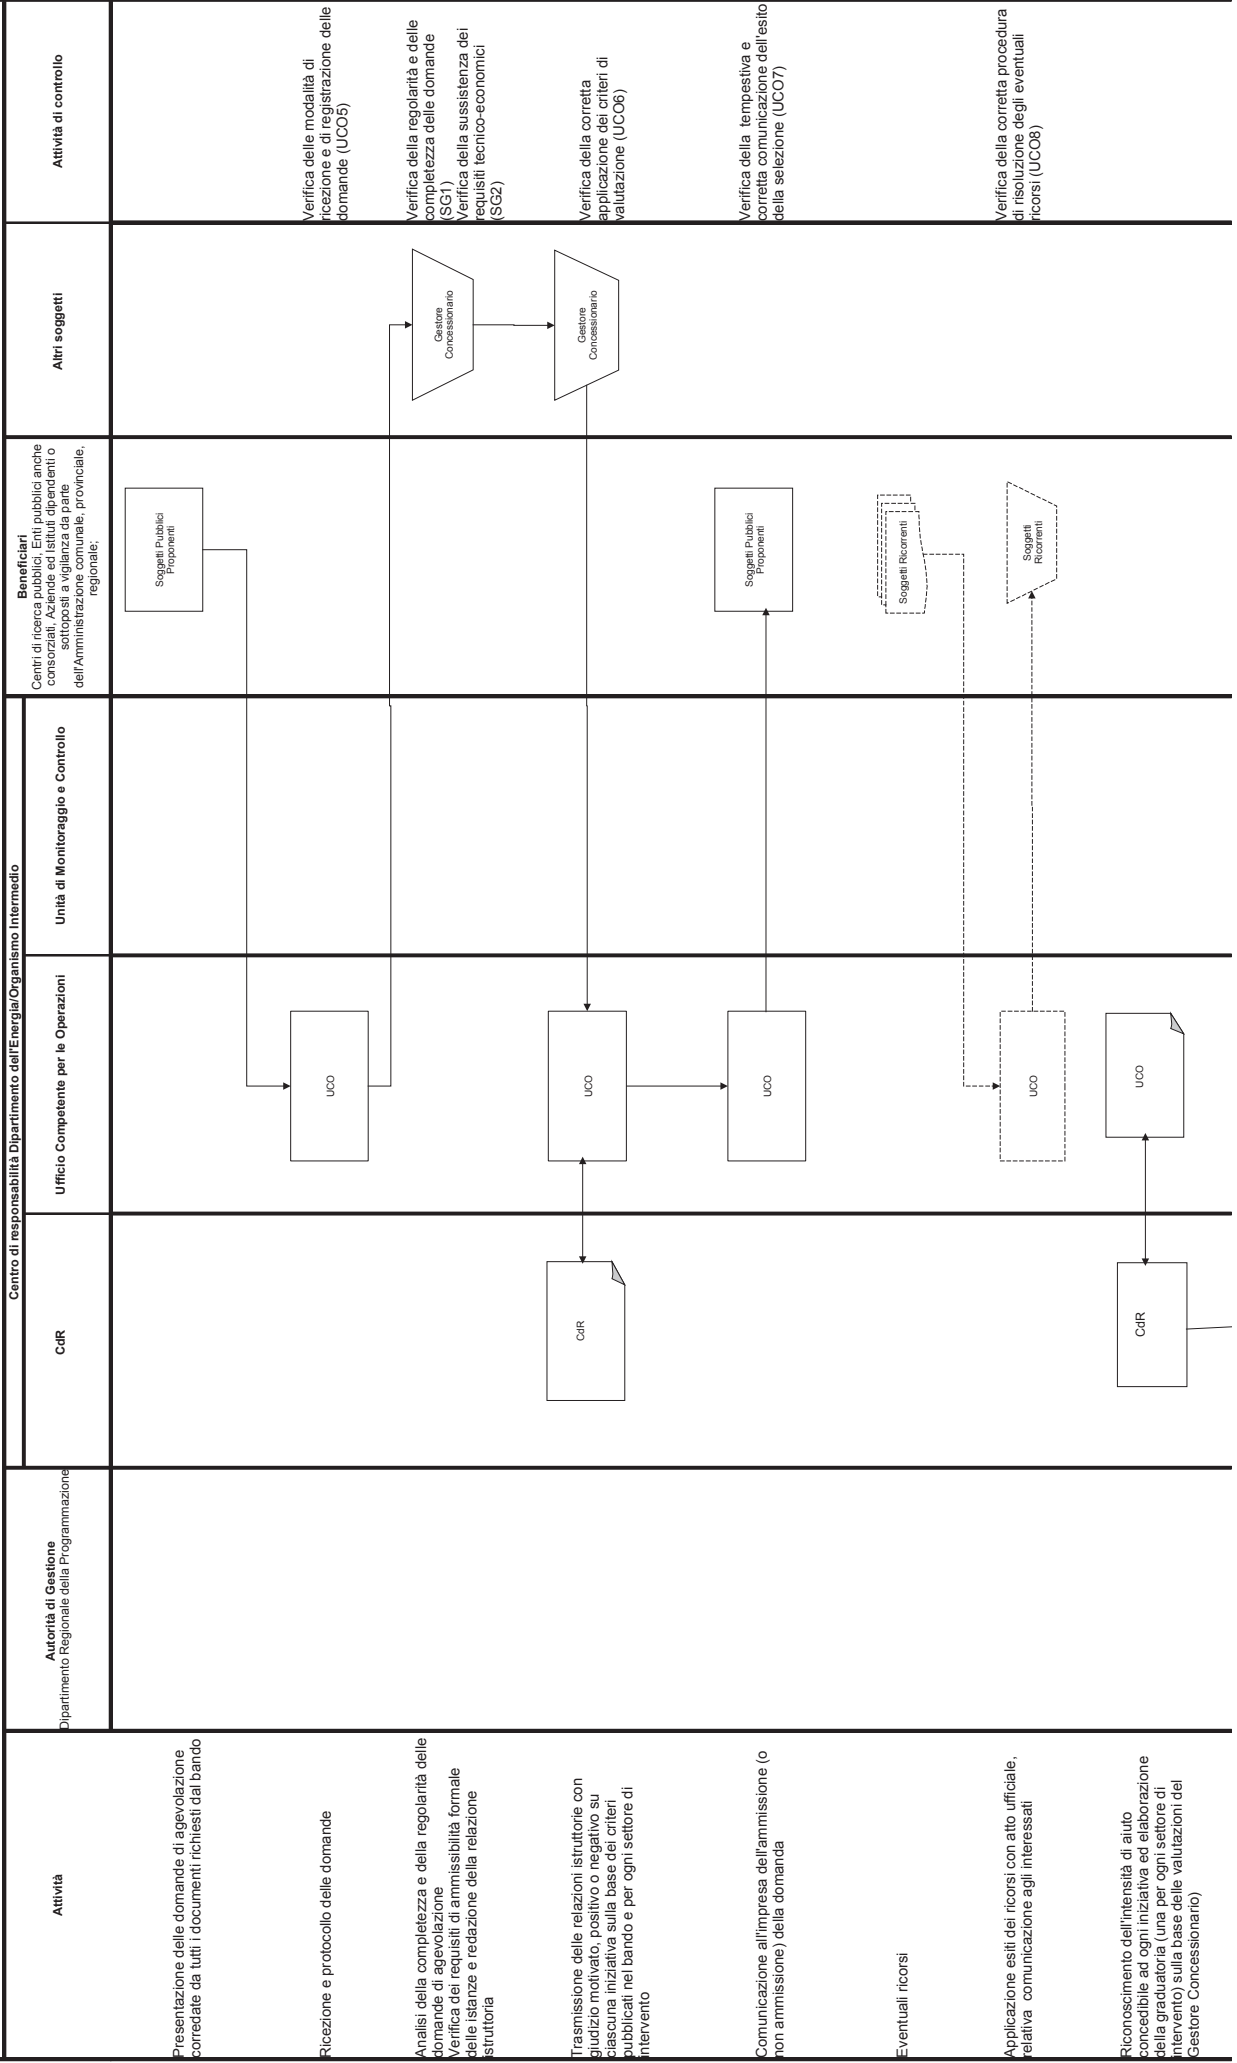 Attività
Autorità di Gestione
Dipartimento Regionale della Programmazione
Centro di responsabilità Dipartimento dell'Energia/Organismo Intermedio
CdR
Ufficio Competente per le Operazioni
Unità di Monitoraggio e Controllo
Beneficiari
Centri di ricerca pubblici, Enti pubblici anche
consorziati, Aziende ed Istituti dipendenti o
sottoposti a vigilanza da parte
dell'Amministrazione comunale, provinciale,
regionale;
Altri soggetti
Attività di controllo
Presentazione delle domande di agevolazione
corredate da tutti i documenti richiesti dal bando
Soggetti Pubblici
Proponenti
Ricezione e protocollo delle domande
UCO
Verifica delle modalità di
ricezione e di registrazione delle
domande (UCO5)
Analisi della completezza e della regolarità delle
domande di agevolazione
Verifica dei requisiti di ammissibilità formale
delle istanze e redazione della relazione
istruttoria
Gestore
Concessionario
Verifica della regolarità e delle
completezza delle domande
(SG1)
Verifica della sussistenza dei
requisiti tecnico-economici
(SG2)
Trasmissione delle relazioni istruttorie con
giudizio motivato, positivo o negativo su
ciascuna iniziativa sulla base dei criteri
pubblicati nel bando e per ogni settore di
intervento
CdR
UCO
Gestore
Concessionario
Verifica della corretta
applicazione dei criteri di
valutazione (UCO6)
Comunicazione all'impresa dell'ammissione (o
non ammissione) della domanda
UCO
Soggetti Pubblici
Proponenti
Verifica della tempestiva e
corretta comunicazione dell'esito
della selezione (UCO7)
Eventuali ricorsi
Soggetti Ricorrenti
Applicazione esiti dei ricorsi con atto ufficiale,
relativa comunicazione agli interessati
UCO
Soggetti
Ricorrenti
Verifica della corretta procedura
di risoluzione degli eventuali
ricorsi (UCO8)
Riconoscimento dell'intensità di aiuto
concedibile ad ogni iniziativa ed elaborazione
della graduatoria (una per ogni settore di
intervento) sulla base delle valutazioni del
Gestore Concessionario)
CdR
UCO